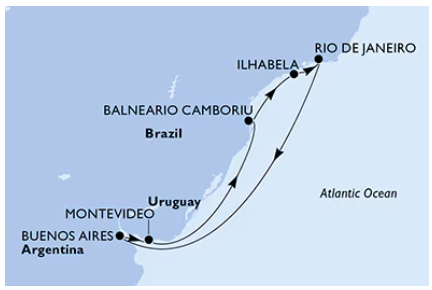 RIO DE JANEIRO
ILHABELA
BALNEARIO CAMBORIU
Brazil
Atlantic Ocean
Uruguay
MONTEVIDEO
BUENOS AIRES
Argentina